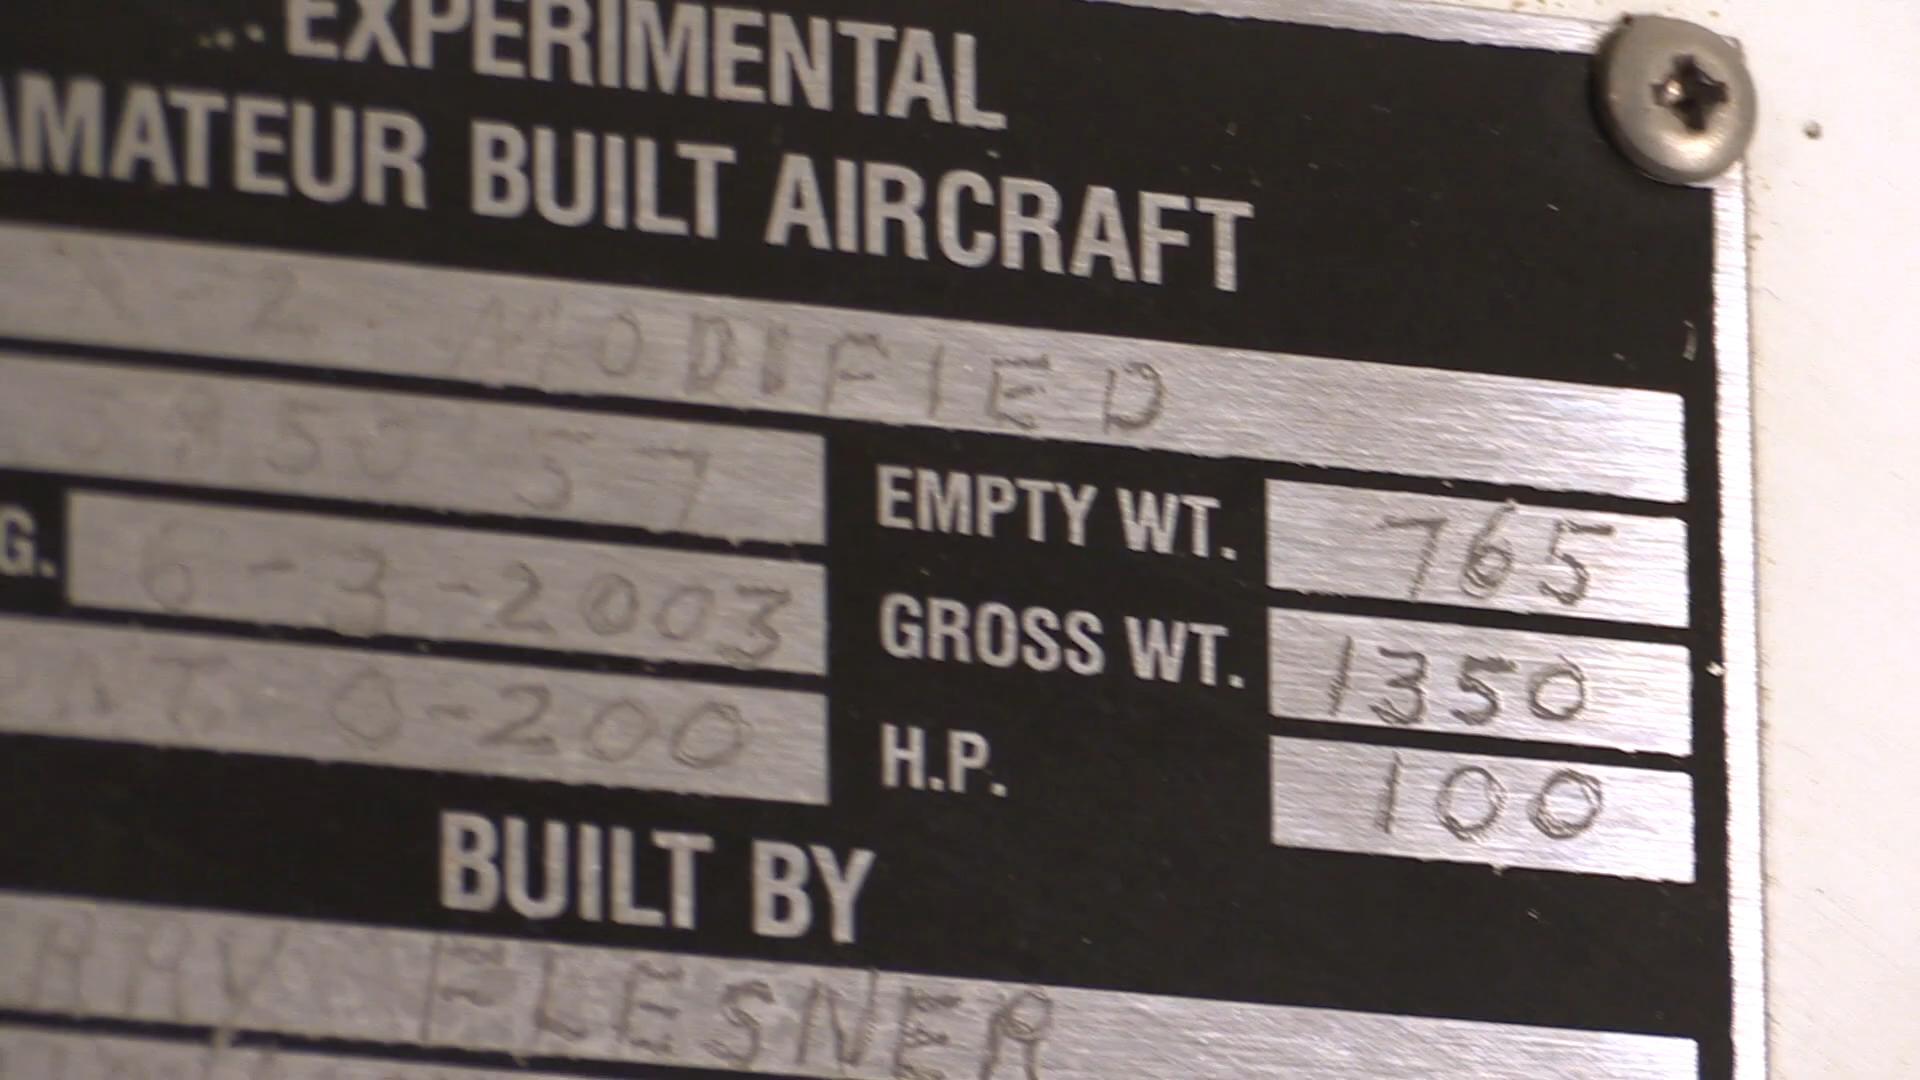 EXPERIMENTAL
AMATEUR BUILT AIRCRAFT
-2 MODIFIED
57
EMPTY WT. 765
G. 6-3-2003
GROSS WT. 1350
NT. 0-200
H.P. 100
BUILT BY
FLESNER